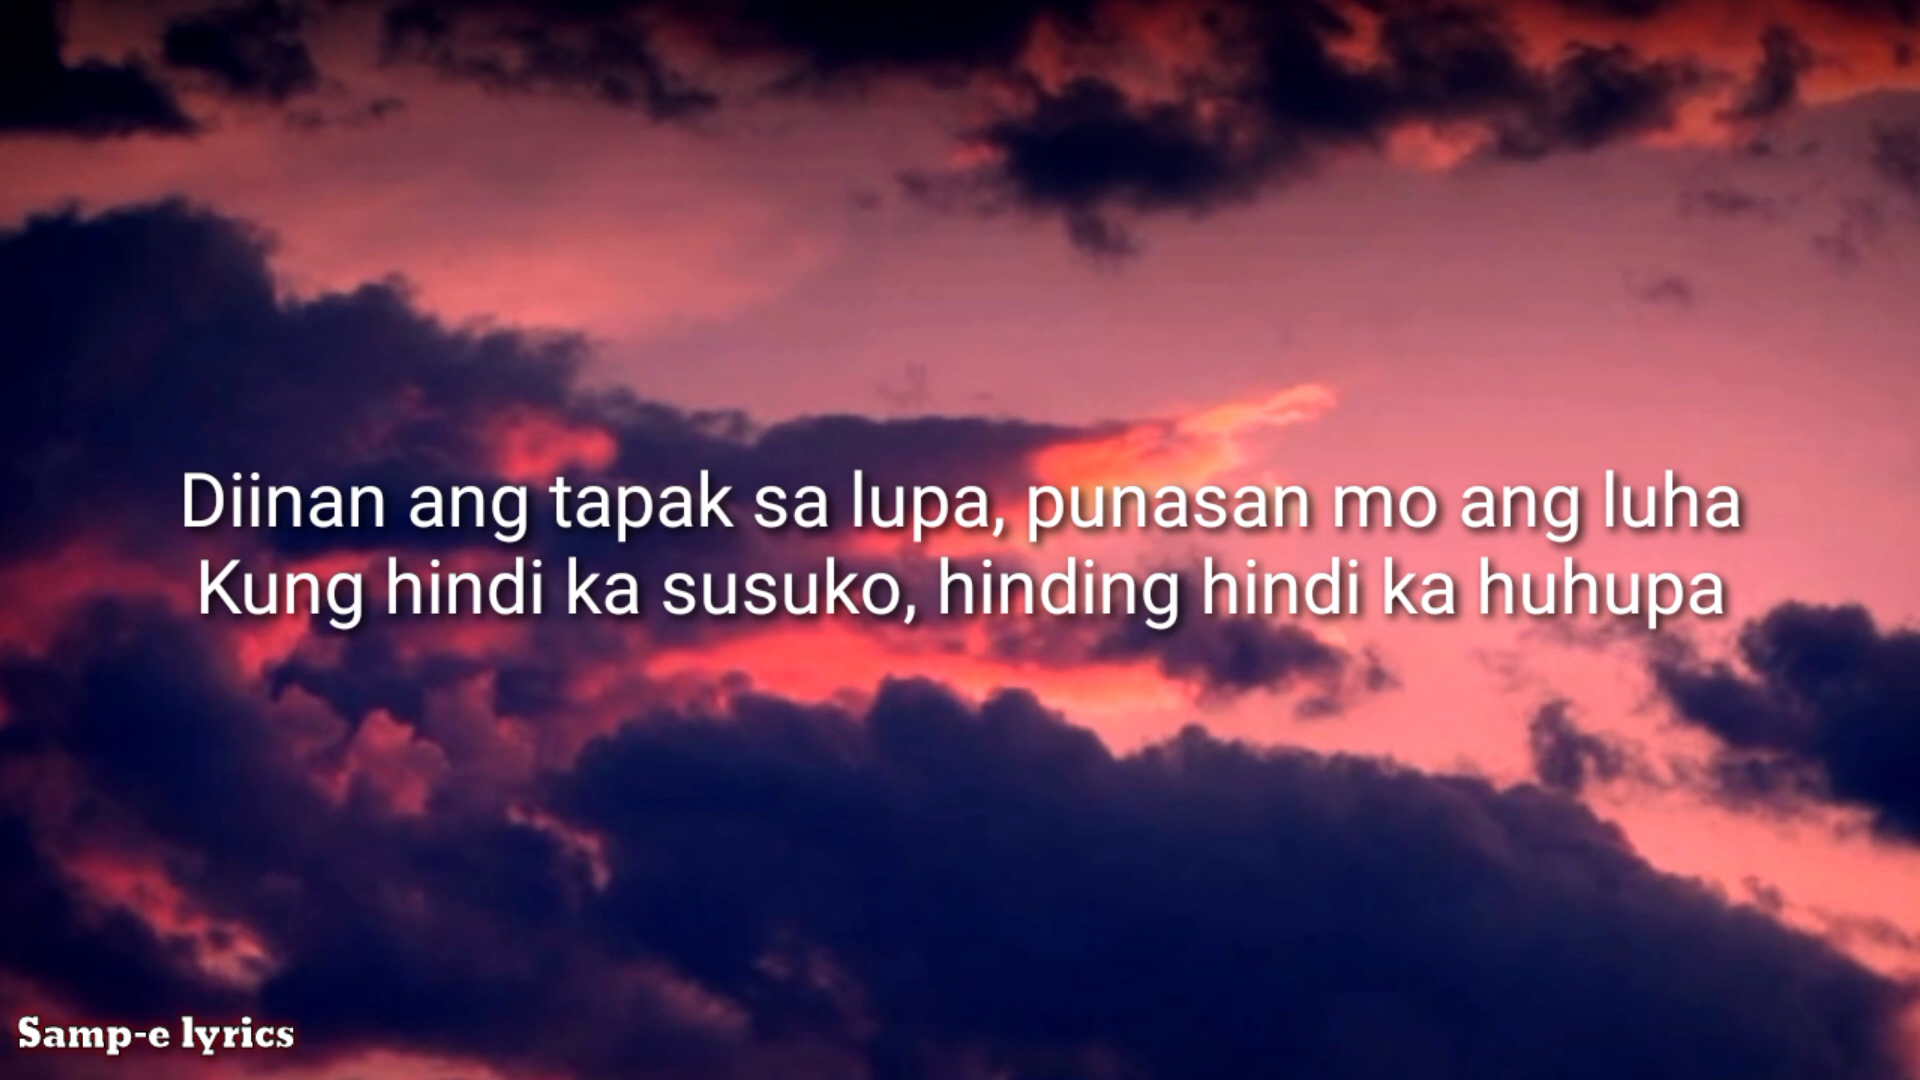 Diinan ang tapak sa lupa, punasan mo ang luha
Kung hindi ka susuko, hinding hindi ka huhupa
Samp-e lyrics